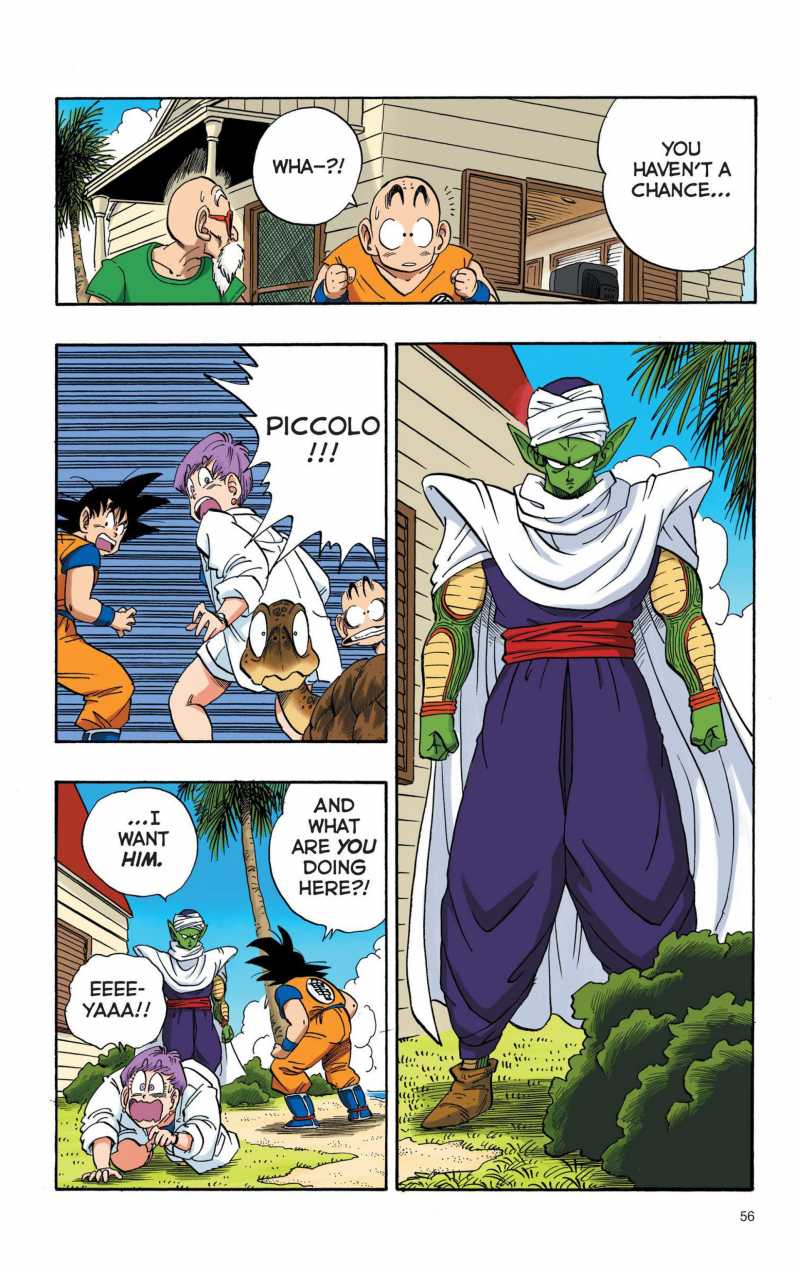 YOU
HAVEN'T A
CHANCE...
WHA-?!
PICCOLO
!!!
AND
WHAT
ARE YOU
DOING
HERE?!
...I
WANT
HIM.
EEEE-
YAAA!!
56